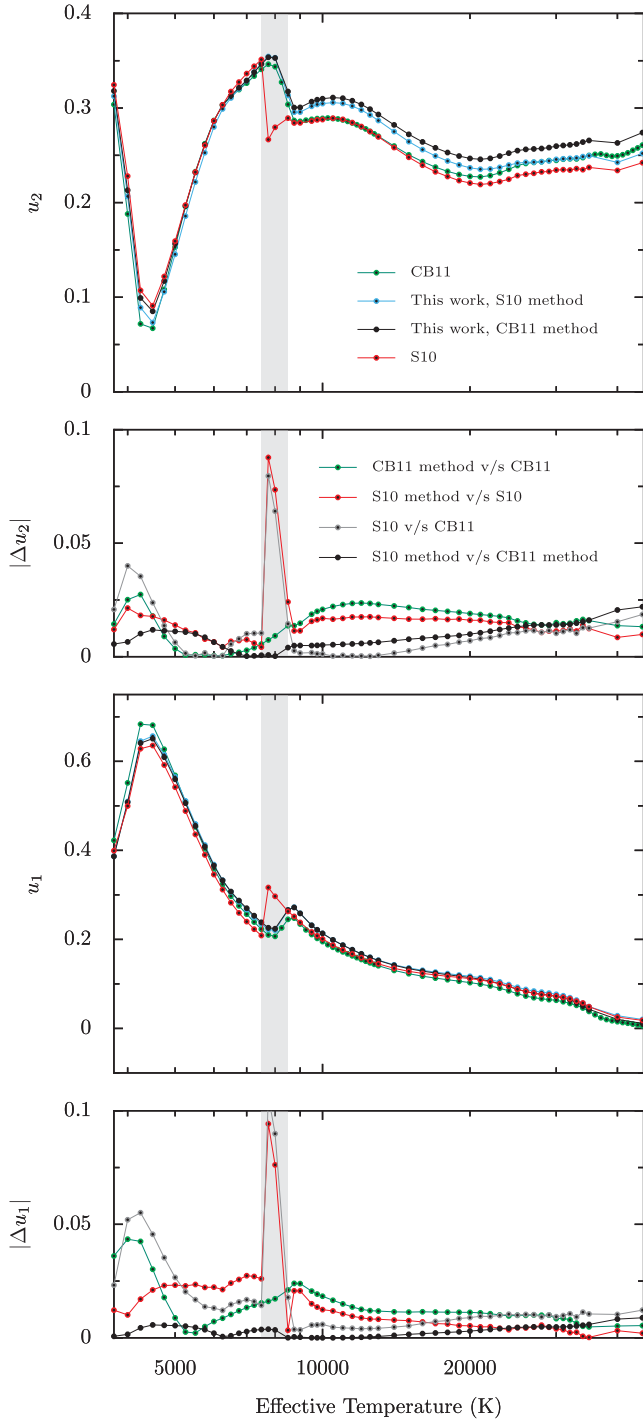 u2
0.4
0.3
0.2
0.1
0
CB11
This work, S10 method
This work, CB11 method
S10
|Δu2|
0.1
0.05
0
CB11 method v/s CB11
S10 method v/s S10
S10 v/s CB11
S10 method v/s CB11 method
u1
0.6
0.4
0.2
0
|Δu1|
0.1
0.05
0
5000 10000 20000
Effective Temperature (K)